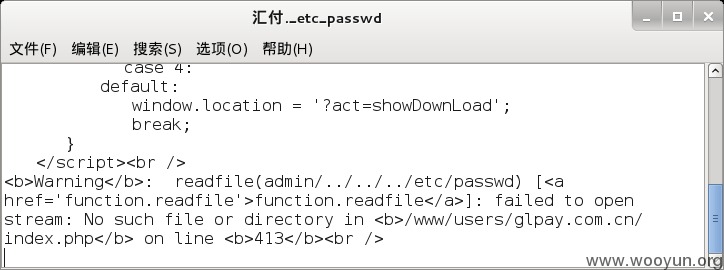 汇付._etc_passwd
文件(F) 编辑(E) 搜索(S) 选项(O) 帮助(H)
case 4:
default:
window.location = '?act=showDownLoad';
break;
}
</script><br />
<b>Warning</b>:  readfile(admin/../../../etc/passwd) [<a
href='function.readfile'>function.readfile</a>]: failed to open
stream: No such file or directory in <b>/www/users/glpay.com.cn/
index.php</b> on line <b>413</b><br />
www.wooyun.org